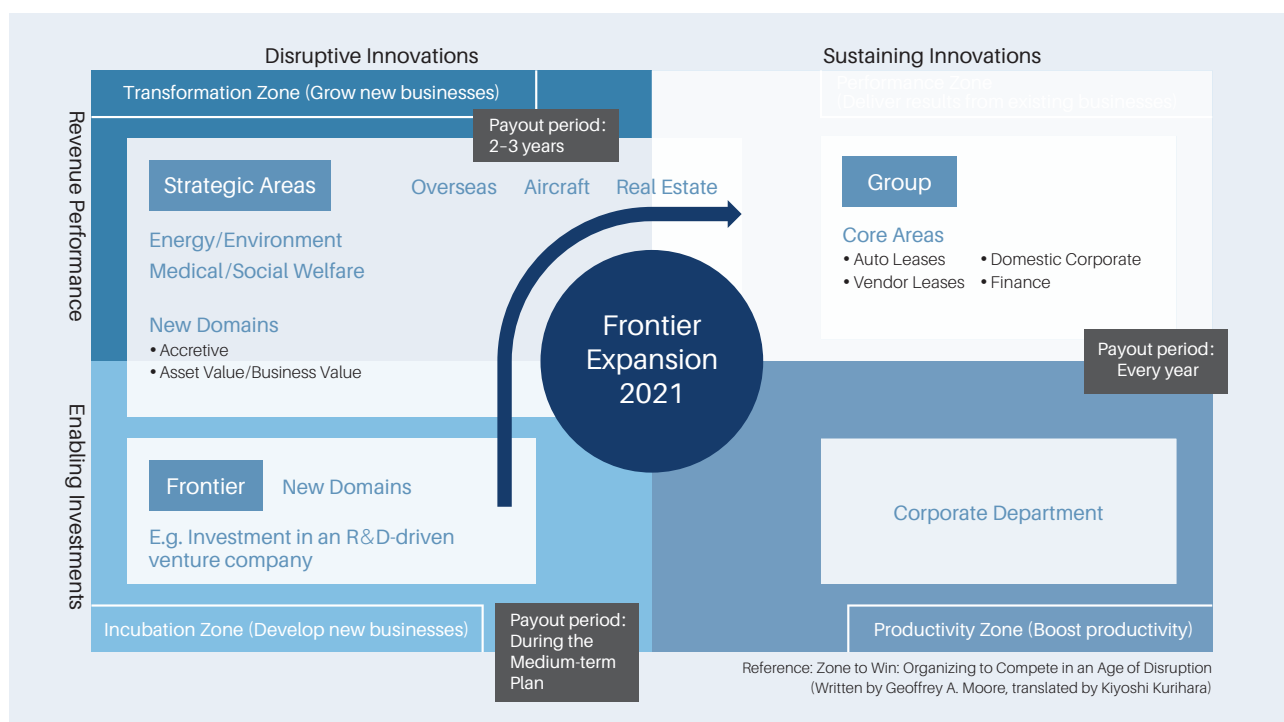 Disruptive Innovations
Sustaining Innovations
Revenue Performance
Enabling Investments
Transformation Zone (Grow new businesses)
Payout period:
2–3 years
Strategic Areas
Overseas Aircraft Real Estate
Energy/Environment
Medical/Social Welfare
New Domains
• Accretive
• Asset Value/Business Value
Performance Zone
(Deliver results from existing businesses)
Group
Core Areas
• Auto Leases • Domestic Corporate
• Vendor Leases • Finance
Payout period:
Every year
Frontier
Expansion
2021
Frontier New Domains
E.g. Investment in an R&D-driven
venture company
Incubation Zone (Develop new businesses)
Payout period:
During the
Medium-term
Plan
Corporate Department
Productivity Zone (Boost productivity)
Reference: Zone to Win: Organizing to Compete in an Age of Disruption
(Written by Geoffrey A. Moore, translated by Kiyoshi Kurihara)